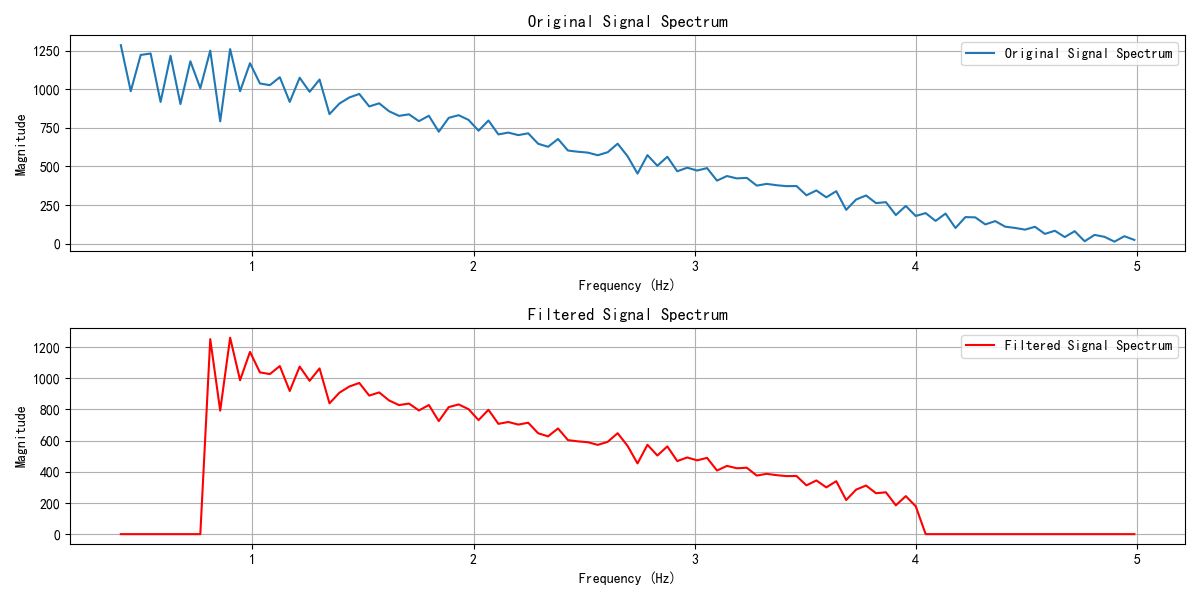 Original Signal Spectrum
Original Signal Spectrum
Magnitude
1250
1000
750
500
250
0
1 2 3 4 5
Frequency (Hz)
Filtered Signal Spectrum
Filtered Signal Spectrum
Magnitude
1200
1000
800
600
400
200
0
1 2 3 4 5
Frequency (Hz)